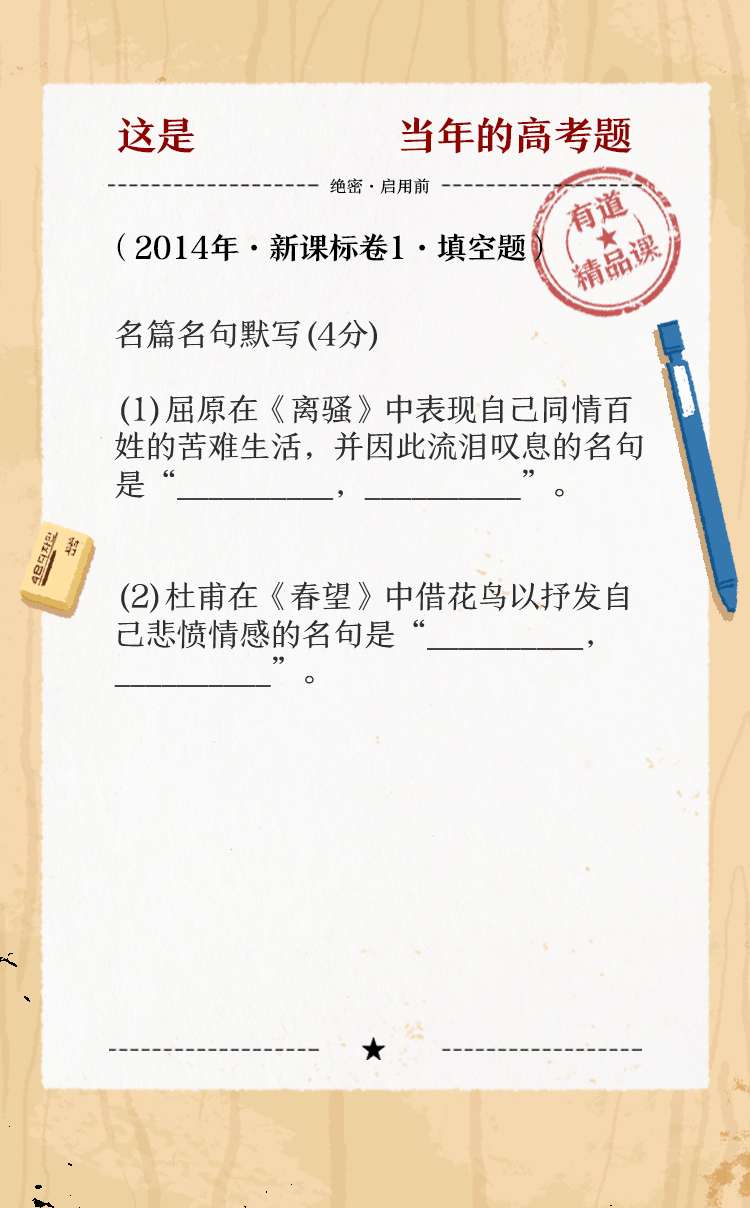 这是 当年的高考题
绝密·启用前
有道
精品课
（2014年·新课标卷1·填空题）
名篇名句默写(4分)
(1)屈原在《离骚》中表现自己同情百
姓的苦难生活，并因此流泪叹息的名句
是“__________，__________”。
(2)杜甫在《春望》中借花鸟以抒发自
己悲愤情感的名句是“__________，
__________”。